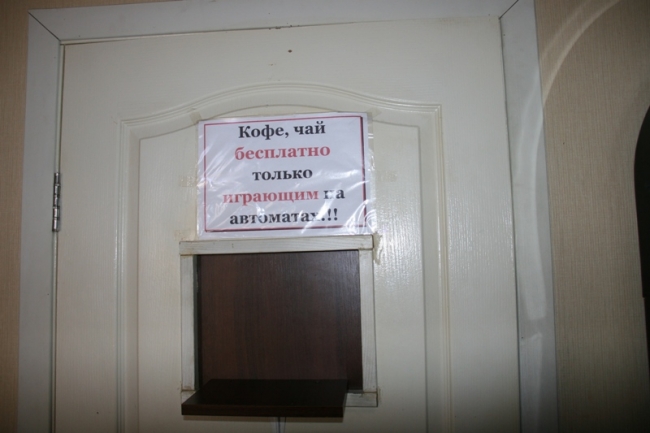 Кофе, чай
бесплатно
только
играющим на
автоматах!!!